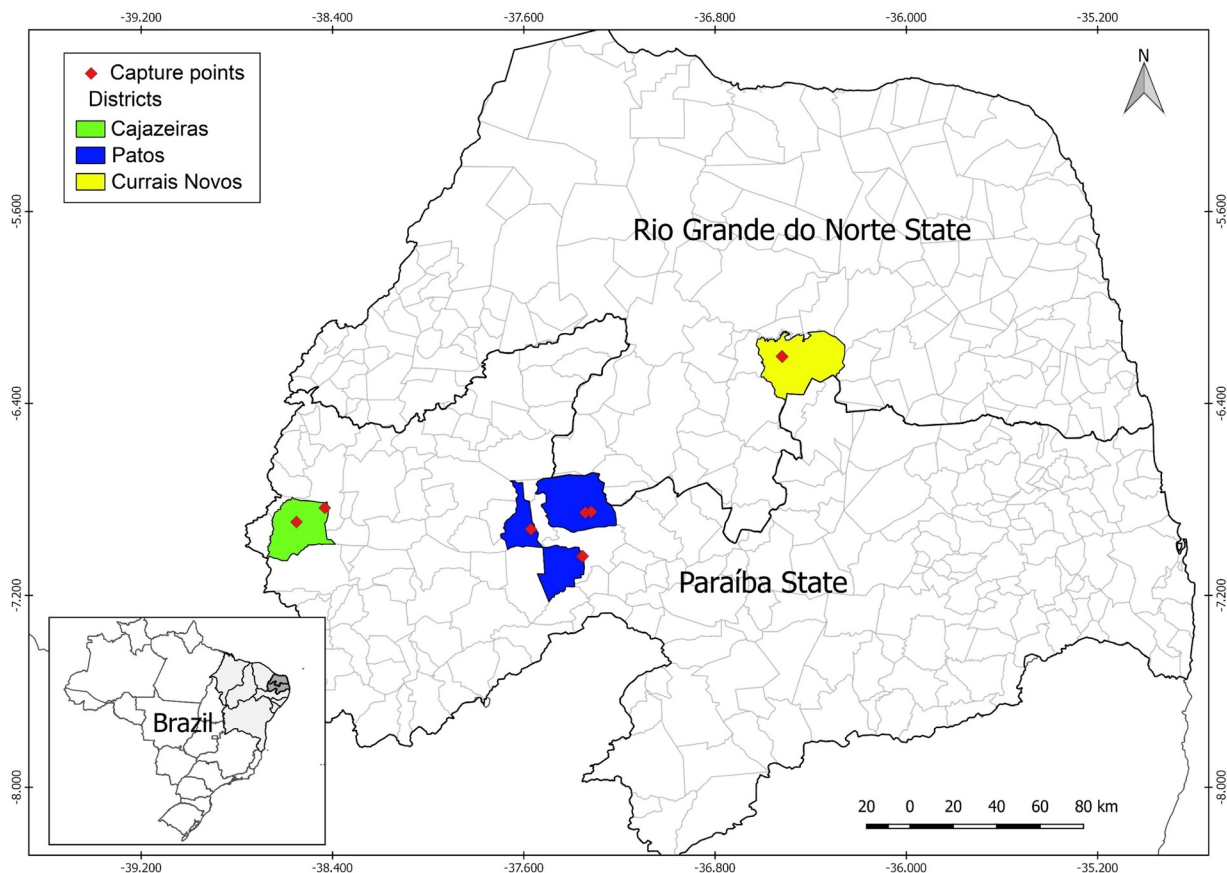 -39.200 -38.400 -37.600 -36.800 -36.000 -35.200
N
Capture points
Districts
Cajazeiras
Patos
Currais Novos
-5.600 -5.600
Rio Grande do Norte State
-6.400 -6.400
Paraíba State
-7.200 -7.200
Brazil
-8.000 -8.000
20 0 20 40 60 80 km
-39.200 -38.400 -37.600 -36.800 -36.000 -35.200